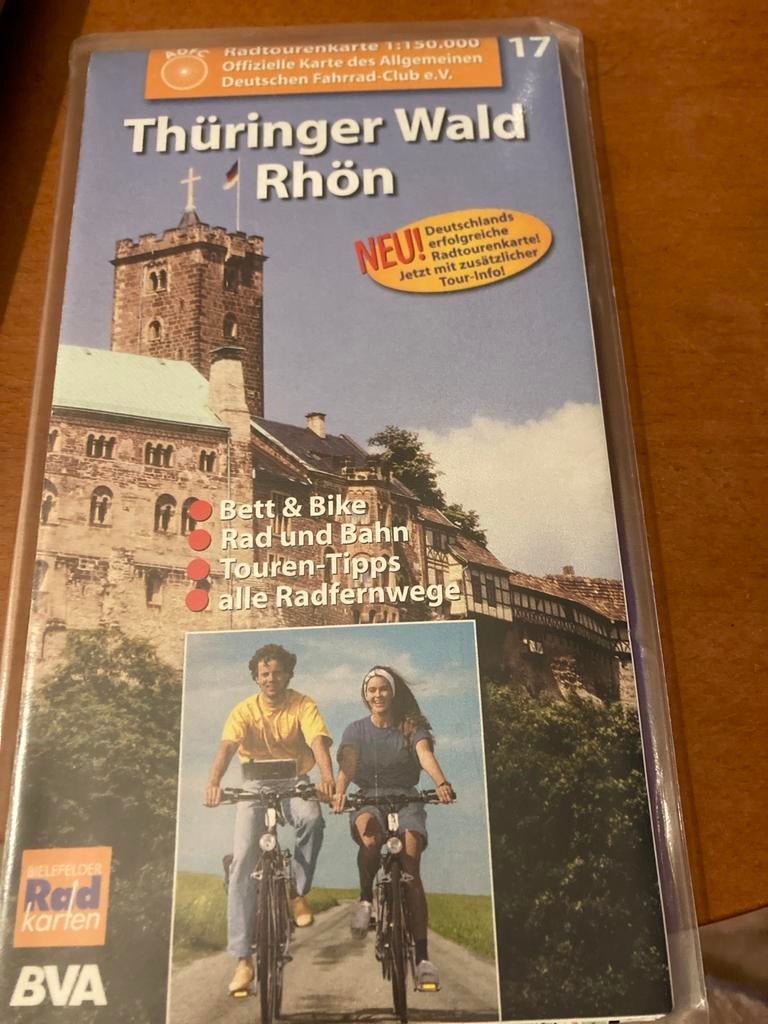 ADFC
Radtourenkarte 1:150.000
17
Offizielle Karte des Allgemeinen
Deutschen Fahrrad-Club e.V.
Thüringer Wald
Rhön
NEU!
Deutschlands
erfolgreiche
Radtourenkarte!
Jetzt mit zusätzlicher
Tour-Info!
Bett & Bike
Rad und Bahn
Touren-Tipps
alle Radfernwege
BIELEFELDER
Rad
karten
BVA